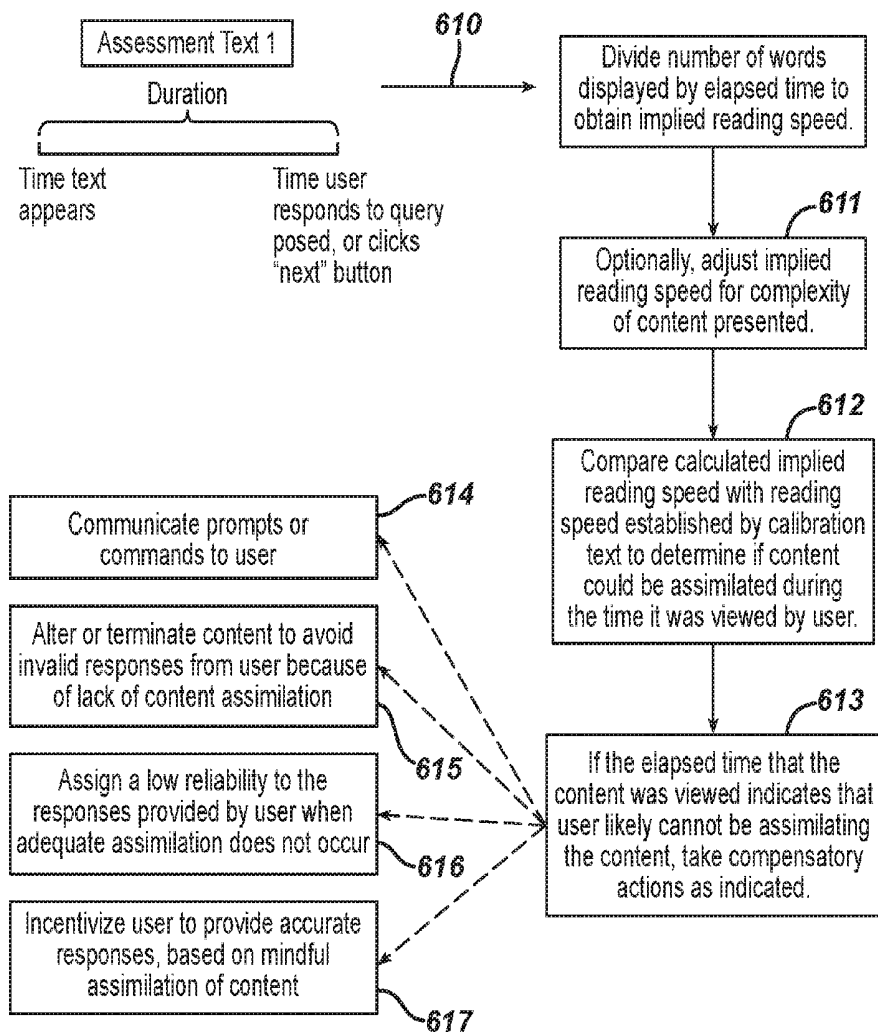 Assessment Text 1
Duration
Time text
appears
Time user
responds to query
posed, or clicks
“next” button
610
Divide number of words
displayed by elapsed time to
obtain implied reading speed.
611
Optionally, adjust implied
reading speed for complexity
of content presented.
612
Compare calculated implied
reading speed with reading
speed established by calibration
text to determine if content
could be assimilated during
the time it was viewed by user.
613
If the elapsed time that the
content was viewed indicates that
user likely cannot be assimilating
the content, take compensatory
actions as indicated.
614
Communicate prompts or
commands to user
Alter or terminate content to avoid
invalid responses from user because
of lack of content assimilation
615
Assign a low reliability to the
responses provided by user when
adequate assimilation does not occur
616
Incentivize user to provide accurate
responses, based on mindful
assimilation of content
617